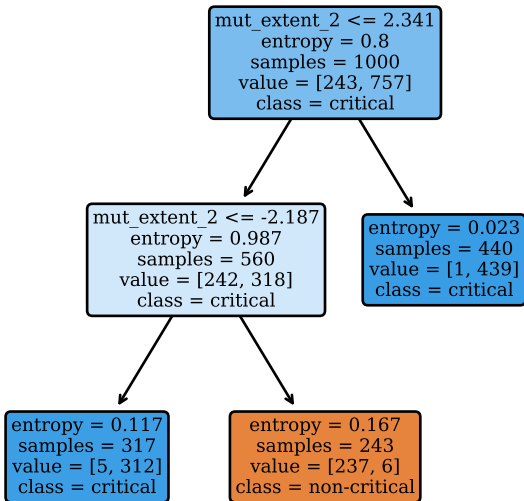 mut_extent_2 <= 2.341
entropy = 0.8
samples = 1000
value = [243, 757]
class = critical
mut_extent_2 <= -2.187
entropy = 0.987
samples = 560
value = [242, 318]
class = critical
entropy = 0.023
samples = 440
value = [1, 439]
class = critical
entropy = 0.117
samples = 317
value = [5, 312]
class = critical
entropy = 0.167
samples = 243
value = [237, 6]
class = non-critical